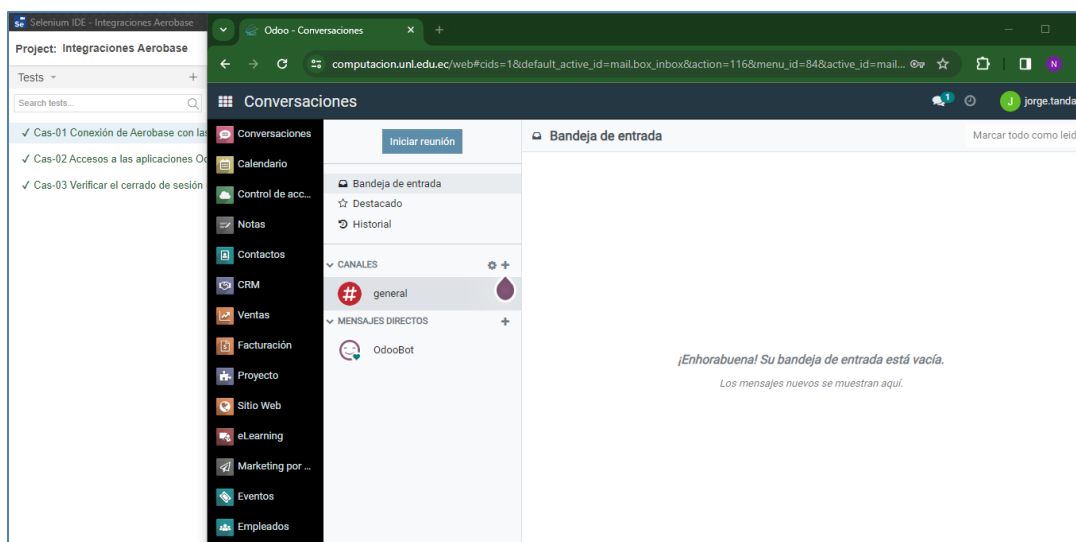 Selenium IDE - Integraciones Aerobase
Project: Integraciones Aerobase
Tests
Search tests...
✓ Cas-01 Conexión de Aerobase con las
✓ Cas-02 Accesos a las aplicaciones
✓ Cas-03 Verificar el cerrado de sesión
Odoo - Conversaciones
computacion.unl.edu.ec/web#cids=1&default_active_id=mail.box_inbox&action=116&menu_id=84&active_id=mail...
N
Conversaciones
1
J jorge.tanda
Conversaciones
Calendario
Control de acc...
Notas
Contactos
CRM
Ventas
Facturación
Proyecto
Sitio Web
eLearning
Marketing por ...
Eventos
Empleados
Iniciar reunión
Bandeja de entrada
Destacado
Historial
CANALES
# general
MENSAJES DIRECTOS
OdooBot
Bandeja de entrada
Marcar todo como leid
¡Enhorabuena! Su bandeja de entrada está vacía.
Los mensajes nuevos se muestran aquí.